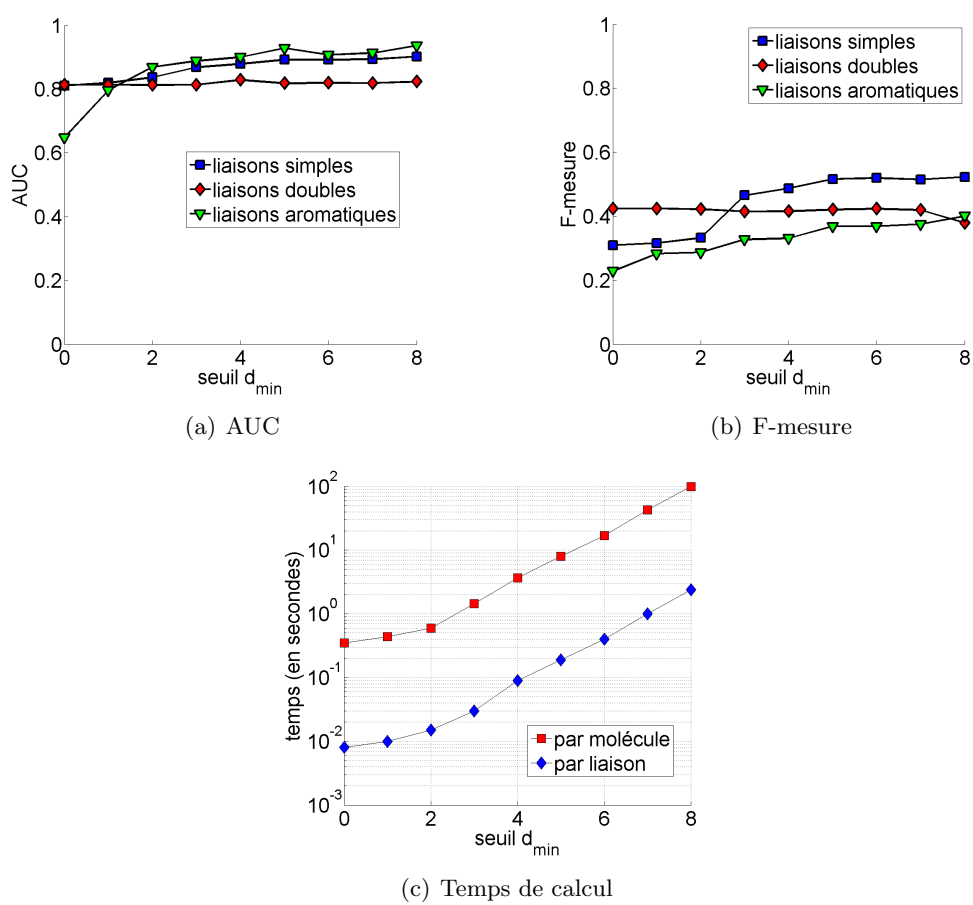 1
0.8
0.6
0.4
0.2
0
AUC
liaisons simples
liaisons doubles
liaisons aromatiques
0 2 4 6 8
seuil d_min
(a) AUC
1
0.8
0.6
0.4
0.2
0
F-mesure
liaisons simples
liaisons doubles
liaisons aromatiques
0 2 4 6 8
seuil d_min
(b) F-mesure
10^2
10^1
10^0
10^-1
10^-2
10^-3
temps (en secondes)
par molécule
par liaison
0 2 4 6 8
seuil d_min
(c) Temps de calcul